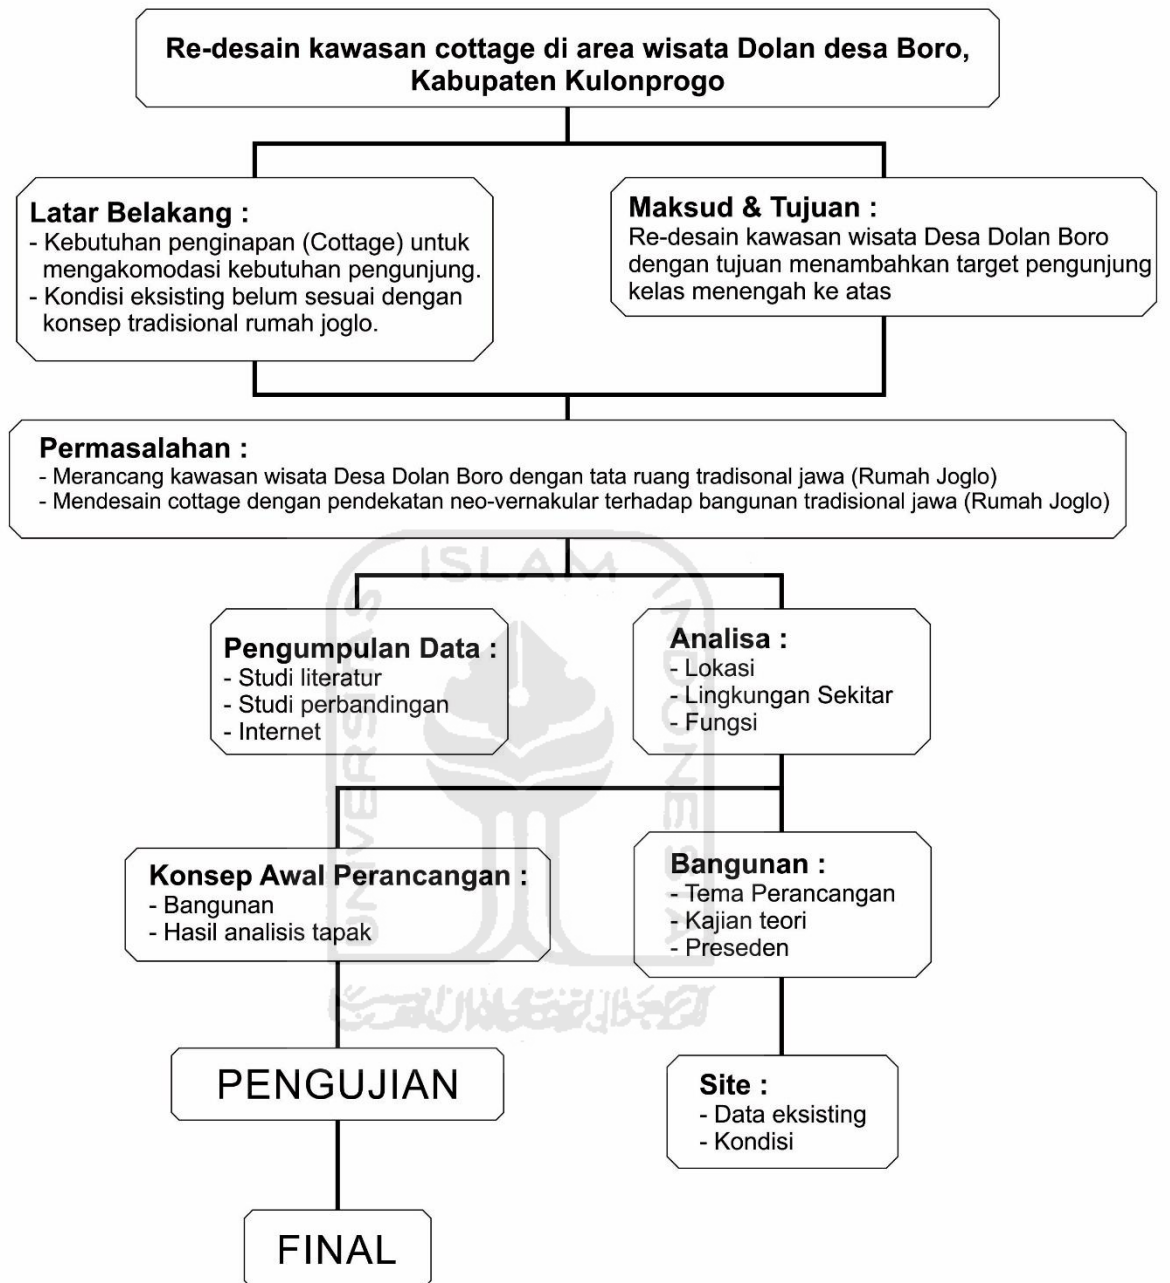 Re-desain kawasan cottage di area wisata Dolan desa Boro,
Kabupaten Kulonprogo
Latar Belakang :
- Kebutuhan penginapan (Cottage) untuk
mengakomodasi kebutuhan pengunjung.
- Kondisi eksisting belum sesuai dengan
konsep tradisional rumah joglo.
Maksud & Tujuan :
Re-desain kawasan wisata Desa Dolan Boro
dengan tujuan menambahkan target pengunjung
kelas menengah ke atas
Permasalahan :
- Merancang kawasan wisata Desa Dolan Boro dengan tata ruang tradisonal jawa (Rumah Joglo)
- Mendesain cottage dengan pendekatan neo-vernakular terhadap bangunan tradisional jawa (Rumah Joglo)
UNIVERSITAS
ISLAM
INDONESIA
Pengumpulan Data :
- Studi literatur
- Studi perbandingan
- Internet
Analisa :
- Lokasi
- Lingkungan Sekitar
- Fungsi
Konsep Awal Perancangan :
- Bangunan
- Hasil analisis tapak
Bangunan :
- Tema Perancangan
- Kajian teori
- Preseden
PENGUJIAN
Site :
- Data eksisting
- Kondisi
FINAL